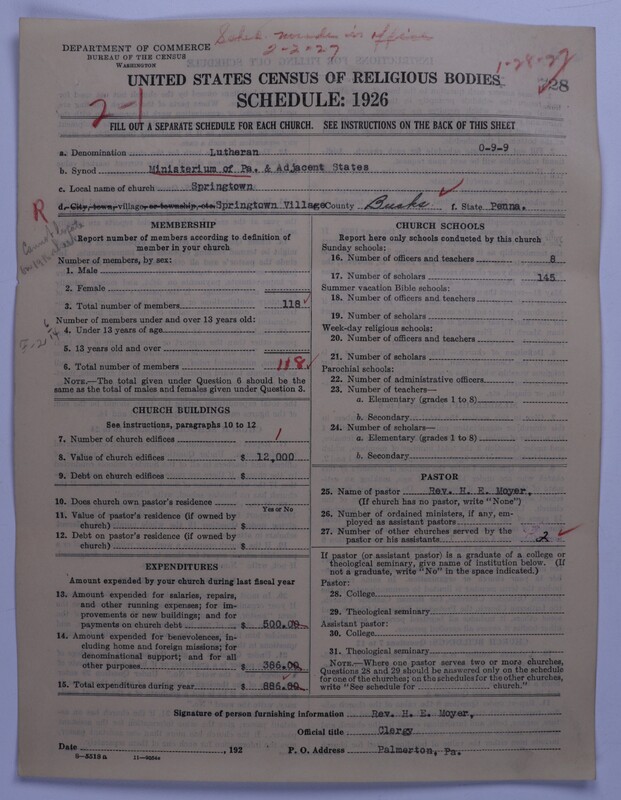 Sched. made in office
2-2-27
DEPARTMENT OF COMMERCE
BUREAU OF THE CENSUS
WASHINGTON
1-28-27
28
UNITED STATES CENSUS OF RELIGIOUS BODIES
SCHEDULE: 1926
2-1
FILL OUT A SEPARATE SCHEDULE FOR EACH CHURCH. SEE INSTRUCTIONS ON THE BACK OF THIS SHEET
a. Denomination Lutheran 0-9-9
b. Synod Ministerium of Pa. & Adjacent States
c. Local name of church Springtown
d. City, town, village, or township, etc. Springtown Village County Bucks f. State Penna.
R
MEMBERSHIP
Report number of members according to definition of
member in your church
Number of members, by sex:
1. Male
2. Female
3. Total number of members 118
Number of members under and over 13 years old:
4. Under 13 years of age
5. 13 years old and over
6. Total number of members 118
NOTE.—The total given under Question 6 should be the
same as the total of males and females given under Question 3.
CHURCH BUILDINGS
See instructions, paragraphs 10 to 12
7. Number of church edifices 1
8. Value of church edifices $ 12,000
9. Debt on church edifices $
10. Does church own pastor's residence
Yes or No
11. Value of pastor's residence (if owned by
church) $
12. Debt on pastor's residence (if owned by
church) $
EXPENDITURES
Amount expended by your church during last fiscal year
13. Amount expended for salaries, repairs,
and other running expenses; for im-
provements or new buildings; and for
payments on church debt $ 500.00
14. Amount expended for benevolences, in-
cluding home and foreign missions; for
denominational support; and for all
other purposes $ 386.00
15. Total expenditures during year $ 886.00
CHURCH SCHOOLS
Report here only schools conducted by this church
Sunday schools:
16. Number of officers and teachers 8
17. Number of scholars 145
Summer vacation Bible schools:
18. Number of officers and teachers
19. Number of scholars
Week-day religious schools:
20. Number of officers and teachers
21. Number of scholars
Parochial schools:
22. Number of administrative officers
23. Number of teachers—
a. Elementary (grades 1 to 8)
b. Secondary
24. Number of scholars—
a. Elementary (grades 1 to 8)
b. Secondary
PASTOR
25. Name of pastor Rev. H. E. Moyer,
(If church has no pastor, write "None")
26. Number of ordained ministers, if any, em-
ployed as assistant pastors
27. Number of other churches served by the
pastor or his assistants 2
If pastor (or assistant pastor) is a graduate of a college or
theological seminary, give name of institution below. (If
not a graduate, write "No" in the space indicated.)
Pastor:
28. College
29. Theological seminary
Assistant pastor:
30. College
31. Theological seminary
NOTE.—Where one pastor serves two or more churches,
Questions 28 and 29 should be answered only on the schedule
for one of the churches; on the schedules for the other churches,
write "See schedule for church."
Signature of person furnishing information Rev. H. E. Moyer,
Official title Clergy
Date , 192 P. O. Address Palmerton, Pa.
8-5518 a